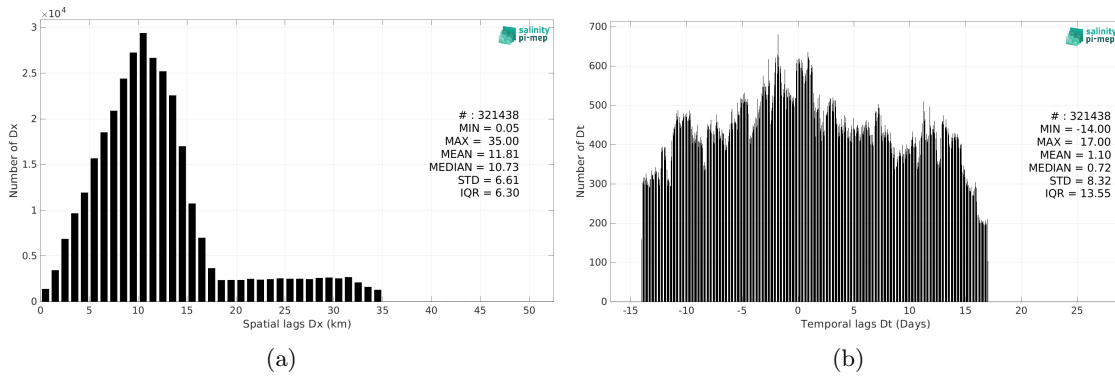 ×10⁴
3
2.5
2
1.5
1
0.5
0
Number of Dx
0 5 10 15 20 25 30 35 40 45 50
Spatial lags Dx (km)
salinity
pi-mep
# : 321438
MIN = 0.05
MAX = 35.00
MEAN = 11.81
MEDIAN = 10.73
STD = 6.61
IQR = 6.30
(a)
700
600
500
400
300
200
100
0
Number of Dt
-15 -10 -5 0 5 10 15 20 25
Temporal lags Dt (Days)
salinity
pi-mep
# : 321438
MIN = -14.00
MAX = 17.00
MEAN = 1.10
MEDIAN = 0.72
STD = 8.32
IQR = 13.55
(b)